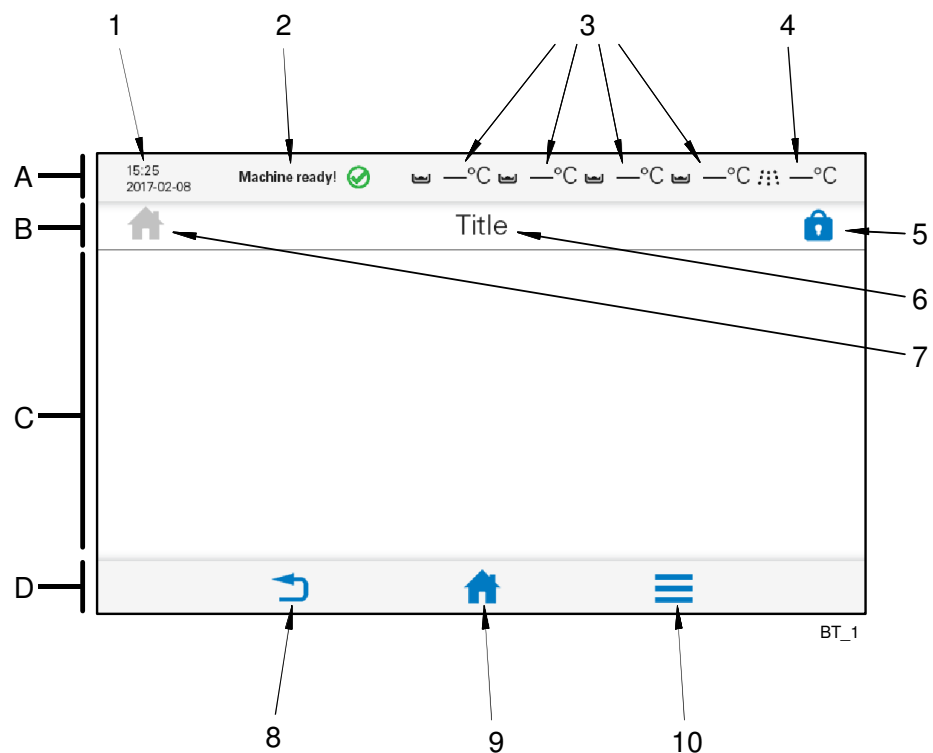 1 2 3 4
A 15:25 Machine ready! —°C —°C —°C —°C —°C
2017-02-08
B Title 5
6
7
C
D
BT_1
8 9 10